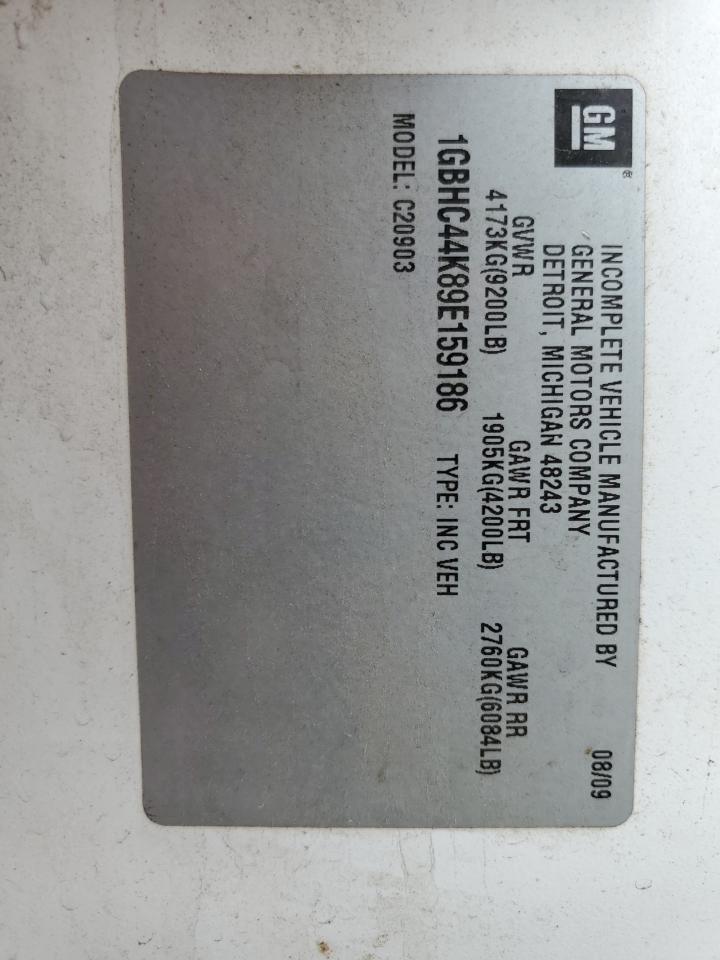 GM®
INCOMPLETE VEHICLE MANUFACTURED BY 08/09
GENERAL MOTORS COMPANY
DETROIT, MICHIGAN 48243
GVWR GAWR FRT GAWR RR
4173KG(9200LB) 1905KG(4200LB) 2760KG(6084LB)
1GBHC44K89E159186 TYPE: INC VEH
MODEL: C20903